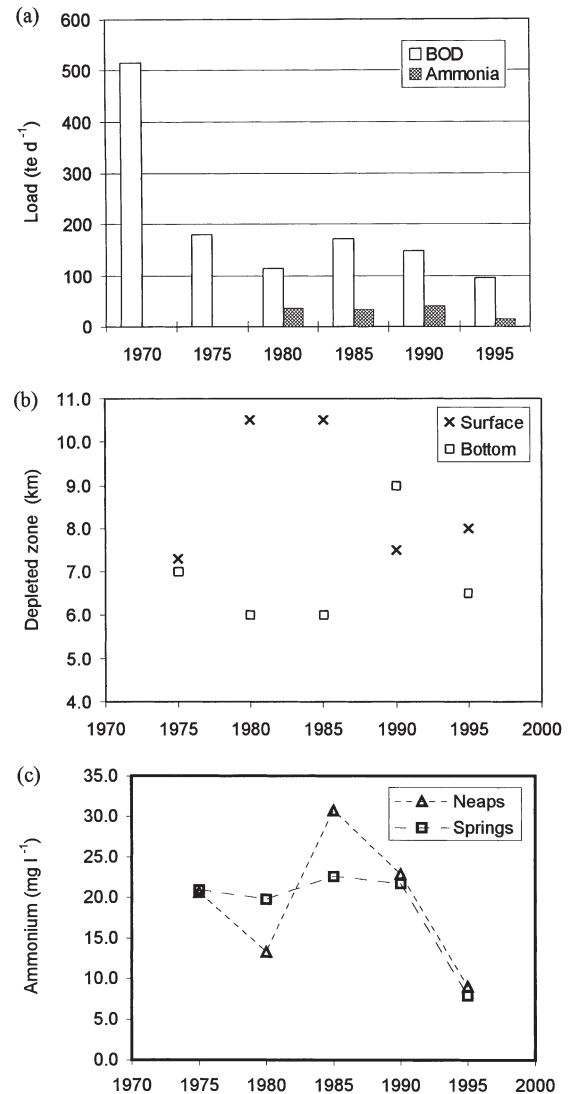 (a)
600
500
400
300
200
100
0
Load (te d -1)
BOD
Ammonia
1970 1975 1980 1985 1990 1995
(b)
11.0
10.0
9.0
8.0
7.0
6.0
5.0
4.0
Depleted zone (km)
Surface
Bottom
1970 1975 1980 1985 1990 1995 2000
(c)
35.0
30.0
25.0
20.0
15.0
10.0
5.0
0.0
Ammonium (mg l -1)
Neaps
Springs
1970 1975 1980 1985 1990 1995 2000